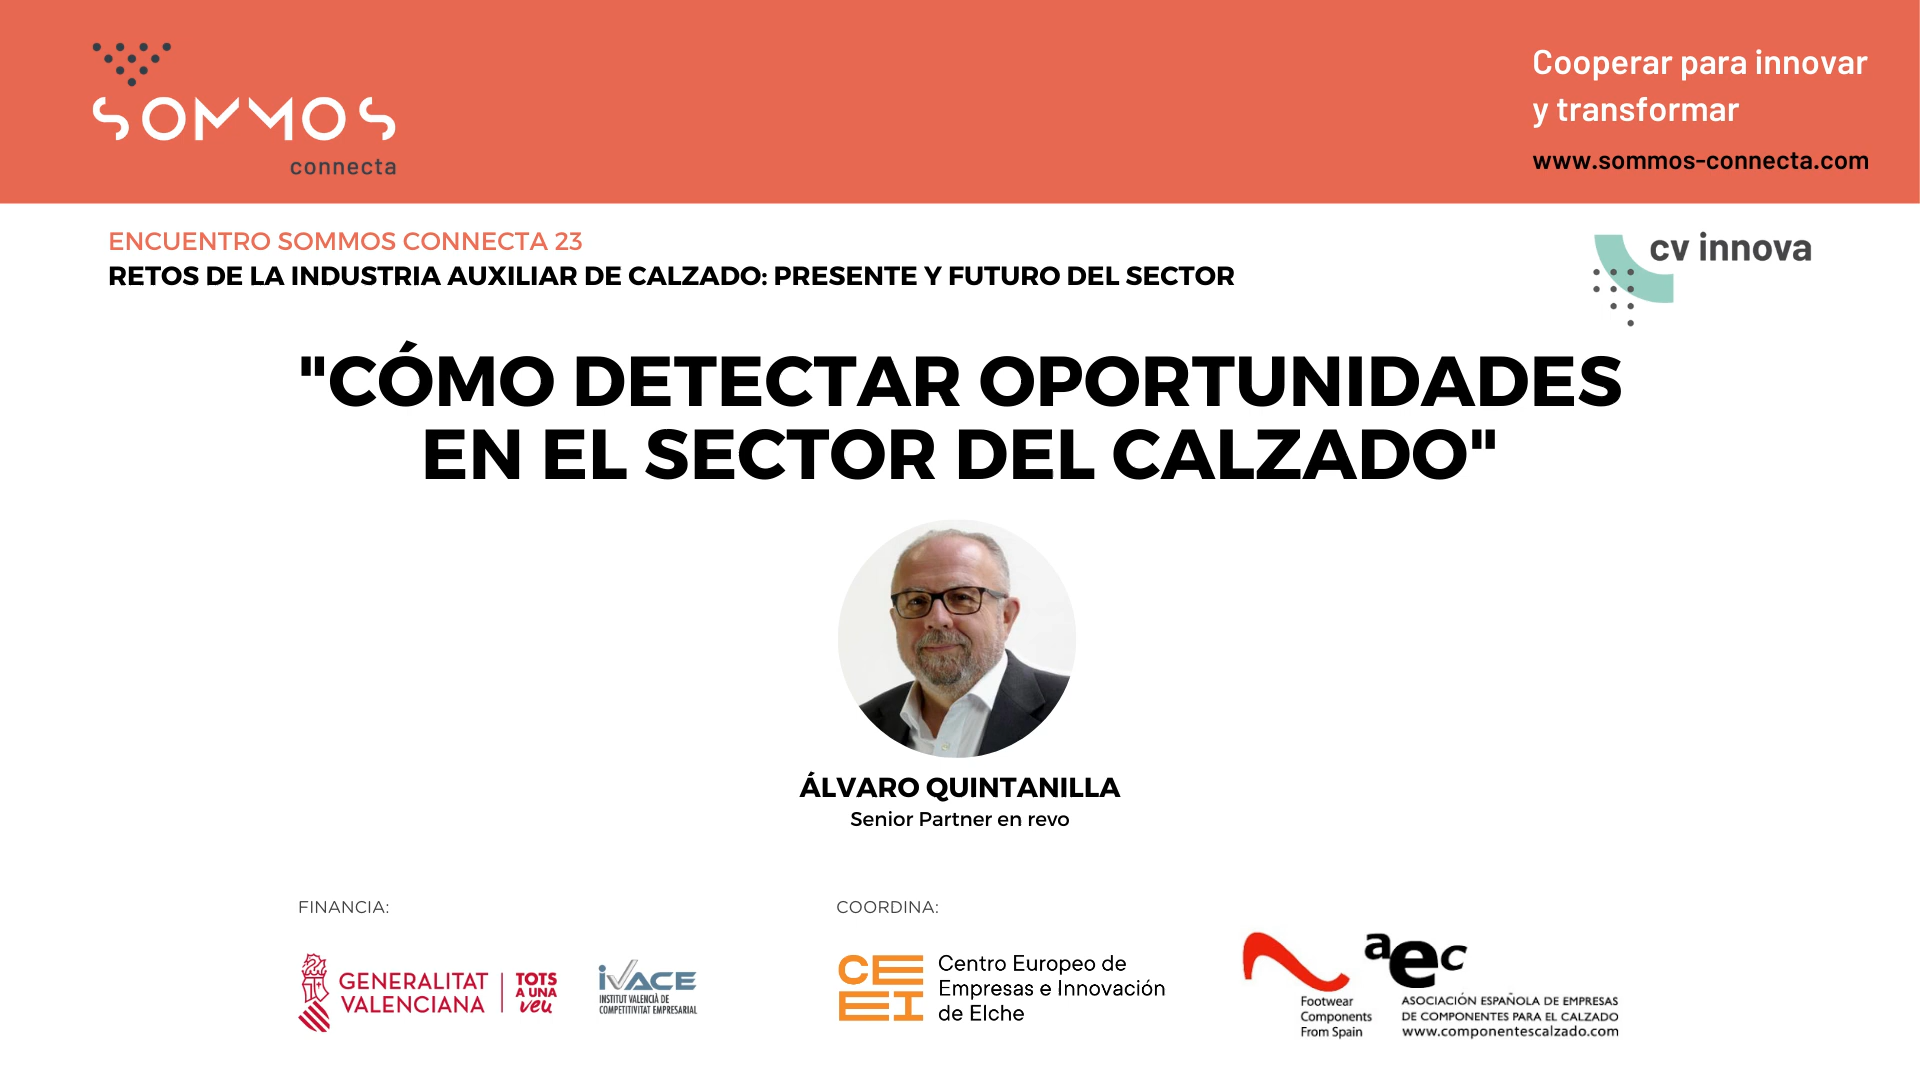 SOMMOS
connecta
Cooperar para innovar
y transformar
www.sommos-connecta.com
ENCUENTRO SOMMOS CONNECTA 23
RETOS DE LA INDUSTRIA AUXILIAR DE CALZADO: PRESENTE Y FUTURO DEL SECTOR
cv innova
"CÓMO DETECTAR OPORTUNIDADES
EN EL SECTOR DEL CALZADO"
ÁLVARO QUINTANILLA
Senior Partner en revo
FINANCIA:
GENERALITAT
VALENCIANA
TOTS
A UNA
veu
iVACE
INSTITUT VALENCIÀ DE
COMPETITIVITAT EMPRESARIAL
COORDINA:
CEEI
Centro Europeo de
Empresas e Innovación
de Elche
Footwear
Components
From Spain
aec
ASOCIACIÓN ESPAÑOLA DE EMPRESAS
DE COMPONENTES PARA EL CALZADO
www.componentescalzado.com